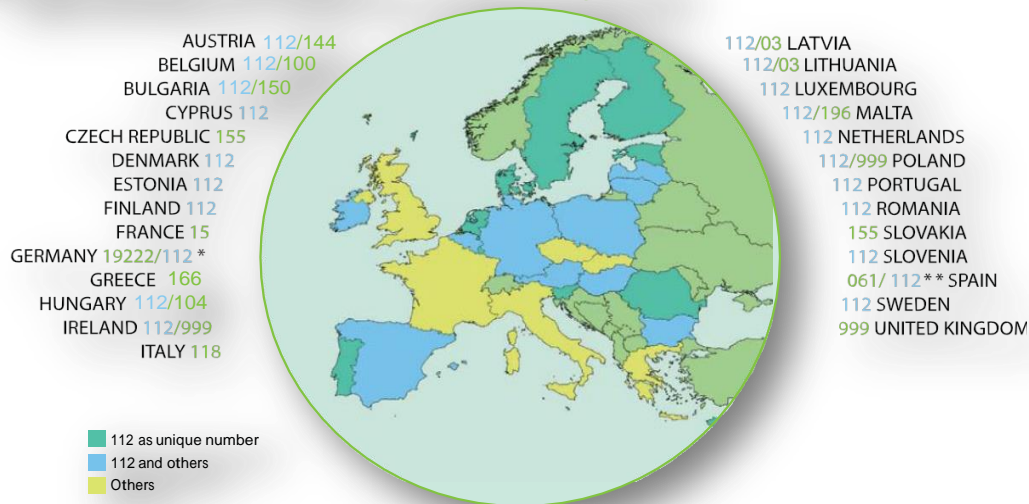 AUSTRIA 112/144
BELGIUM 112/100
BULGARIA 112/150
CYPRUS 112
CZECH REPUBLIC 155
DENMARK 112
ESTONIA 112
FINLAND 112
FRANCE 15
GERMANY 19222/112 *
GREECE 166
HUNGARY 112/104
IRELAND 112/999
ITALY 118
112/03 LATVIA
112/03 LITHUANIA
112 LUXEMBOURG
112/196 MALTA
112 NETHERLANDS
112/999 POLAND
112 PORTUGAL
112 ROMANIA
155 SLOVAKIA
112 SLOVENIA
061/ 112** SPAIN
112 SWEDEN
999 UNITED KINGDOM
112 as unique number
112 and others
Others